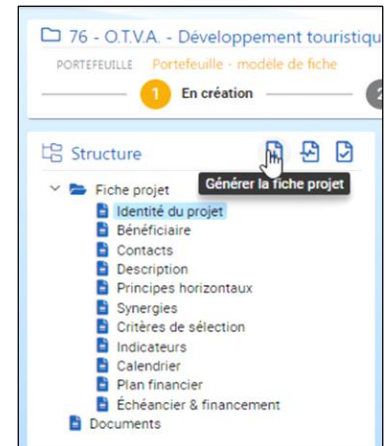 76 - O.T.V.A. - Développement touristiqu
PORTEFEUILLE Portefeuille - modèle de fiche
1 En création 2
Structure
Générer la fiche projet
Fiche projet
Identité du projet
Bénéficiaire
Contacts
Description
Principes horizontaux
Synergies
Critères de sélection
Indicateurs
Calendrier
Plan financier
Échéancier & financement
Documents